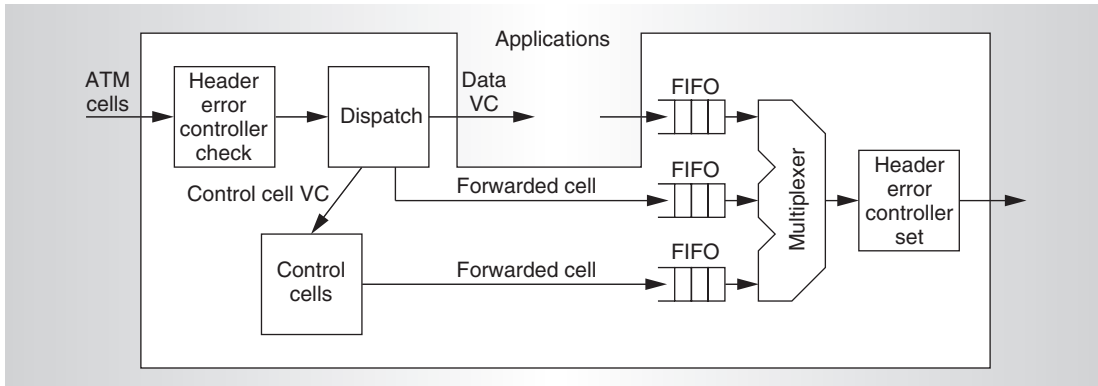 Applications
ATM
cells
Header
error
controller
check
Dispatch
Data
VC
FIFO
Control cell VC
Forwarded cell
FIFO
Multiplexer
Header
error
controller
set
Control
cells
Forwarded cell
FIFO